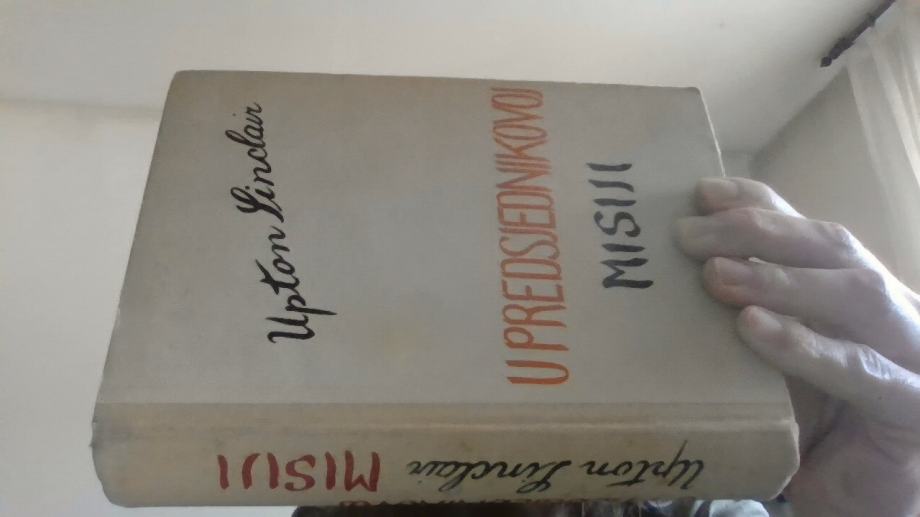 Upton Sinclair
U PREDSJEDNIKOVOJ
MISIJI
Upton Sinclair
MISIJI